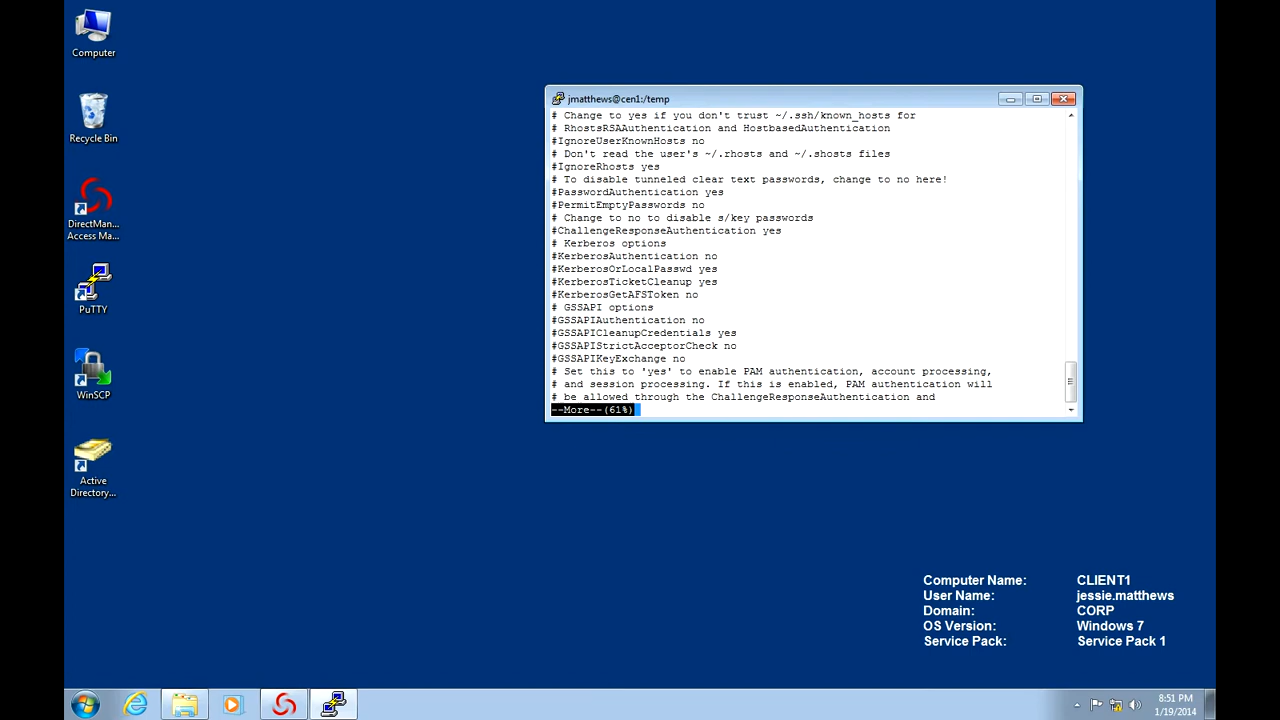 Computer
Recycle Bin
DirectMan...
Access Ma...
PuTTY
WinSCP
Active
Directory...
jmatthews@cen1:/temp
# Change to yes if you don't trust ~/.ssh/known_hosts for
# RhostsRSAAuthentication and HostbasedAuthentication
#IgnoreUserKnownHosts no
# Don't read the user's ~/.rhosts and ~/.shosts files
#IgnoreRhosts yes
# To disable tunneled clear text passwords, change to no here!
#PasswordAuthentication yes
#PermitEmptyPasswords no
# Change to no to disable s/key passwords
#ChallengeResponseAuthentication yes
# Kerberos options
#KerberosAuthentication no
#KerberosOrLocalPasswd yes
#KerberosTicketCleanup yes
#KerberosGetAFSToken no
# GSSAPI options
#GSSAPIAuthentication no
#GSSAPICleanupCredentials yes
#GSSAPIStrictAcceptorCheck no
#GSSAPIKeyExchange no
# Set this to 'yes' to enable PAM authentication, account processing,
# and session processing. If this is enabled, PAM authentication will
# be allowed through the ChallengeResponseAuthentication and
--More--(61%)
Computer Name: CLIENT1
User Name: jessie.matthews
Domain: CORP
OS Version: Windows 7
Service Pack: Service Pack 1
8:51 PM
1/19/2014